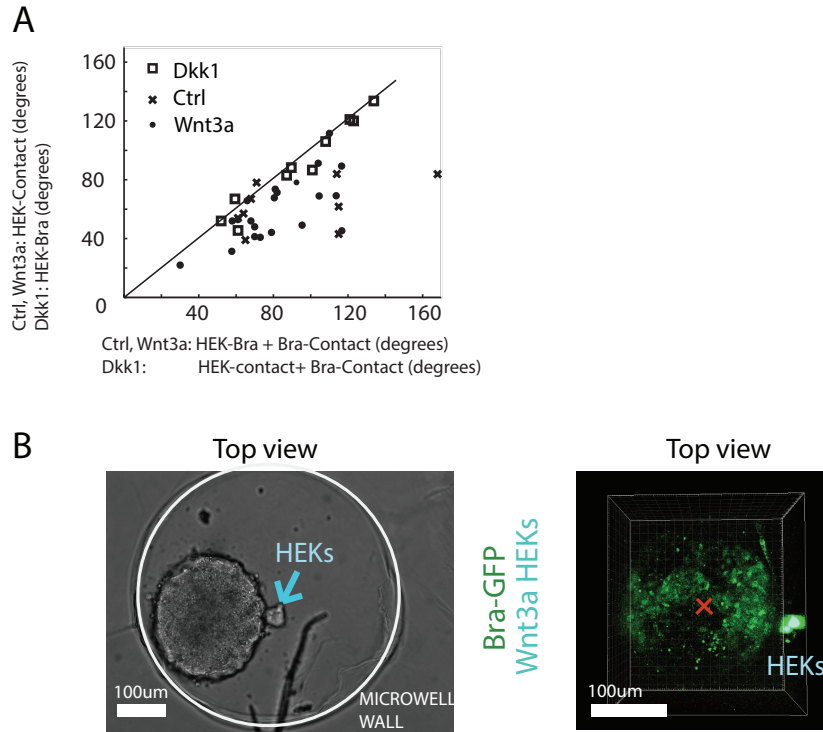 A
160
120
80
40
0
40
80
120
160
Dkk1
Ctrl
Wnt3a
Ctrl, Wnt3a: HEK-Contact (degrees)
Dkk1: HEK-Bra (degrees)
Ctrl, Wnt3a: HEK-Bra + Bra-Contact (degrees)
Dkk1: HEK-contact+ Bra-Contact (degrees)
B
Top view
HEKs
100um
MICROWELL
WALL
Bra-GFP
Wnt3a HEKs
Top view
HEKs
100um